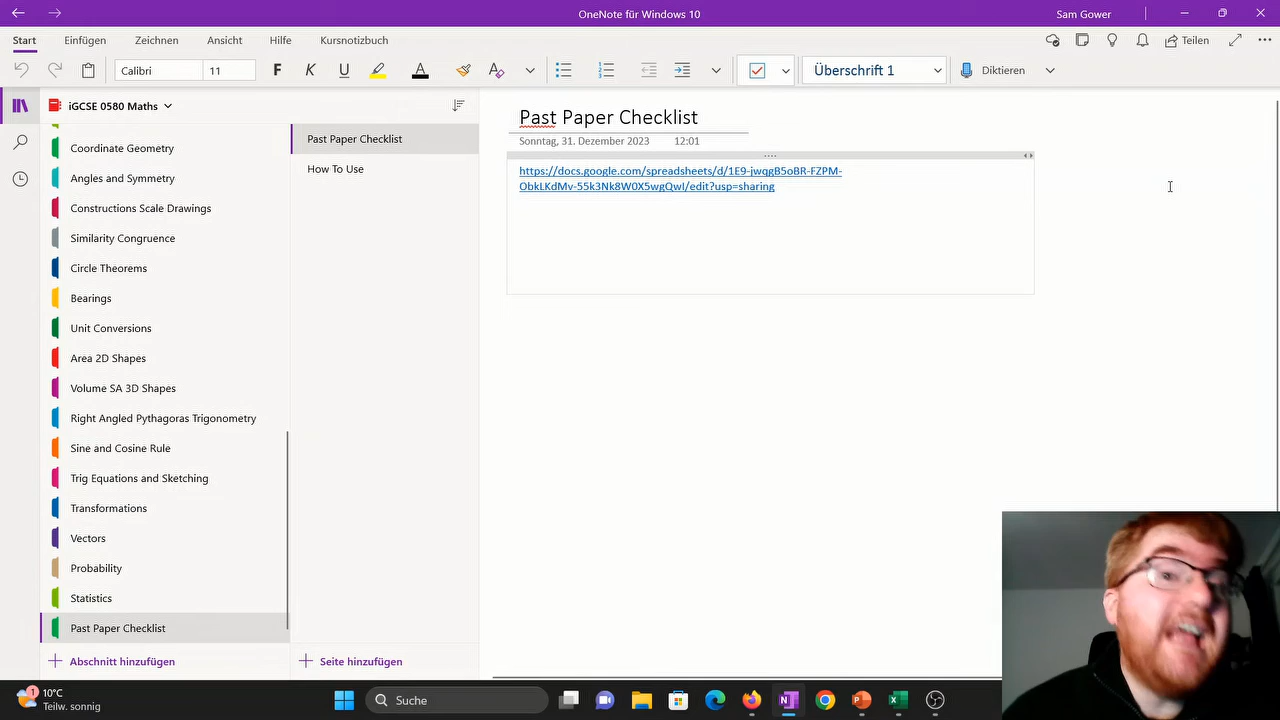 OneNote für Windows 10
Sam Gower
Start
Einfügen
Zeichnen
Ansicht
Hilfe
Kursnotizbuch
Teilen
Calibri
11
F
K
U
A
A
Überschrift 1
Diktieren
iGCSE 0580 Maths
Coordinate Geometry
Angles and Symmetry
Constructions Scale Drawings
Similarity Congruence
Circle Theorems
Bearings
Unit Conversions
Area 2D Shapes
Volume SA 3D Shapes
Right Angled Pythagoras Trigonometry
Sine and Cosine Rule
Trig Equations and Sketching
Transformations
Vectors
Probability
Statistics
Past Paper Checklist
Abschnitt hinzufügen
Past Paper Checklist
How To Use
Seite hinzufügen
Past Paper Checklist
Sonntag, 31. Dezember 2023 12:01
https://docs.google.com/spreadsheets/d/1E9-jwqgB5oBR-FZPM-
ObkLKdMv-55k3Nk8W0X5wgQwI/edit?usp=sharing
1
10°C
Teilw. sonnig
Suche